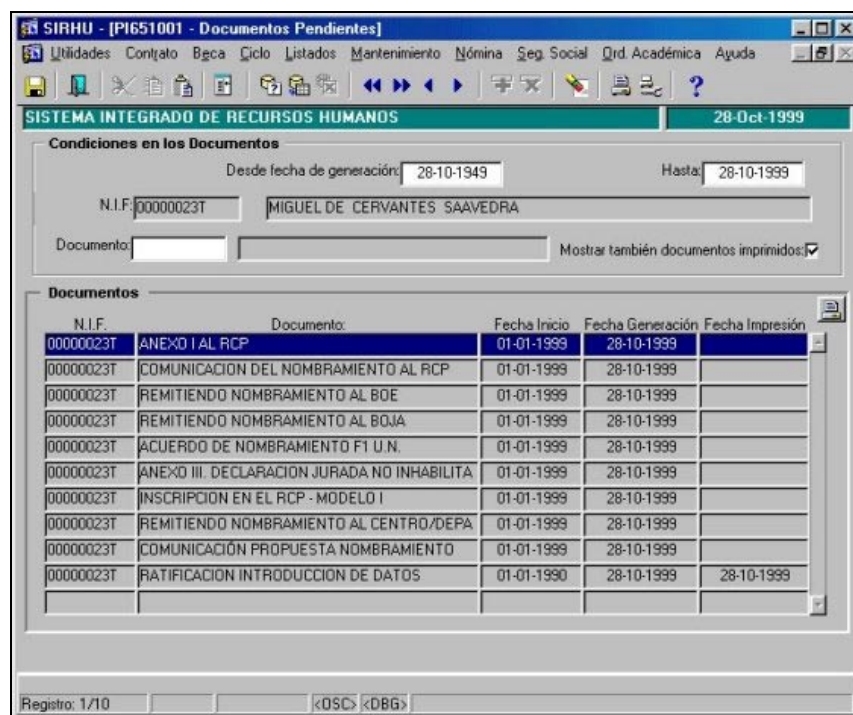 SIRHU - [PI651001 - Documentos Pendientes]
Utilidades Contrato Beca Ciclo Listados Mantenimiento Nómina Seg. Social Ord. Académica Ayuda
SISTEMA INTEGRADO DE RECURSOS HUMANOS 28-Oct-1999
Condiciones en los Documentos
Desde fecha de generación: 28-10-1949 Hasta: 28-10-1999
N.I.F: 00000023T MIGUEL DE CERVANTES SAAVEDRA
Documento: Mostrar también documentos imprimidos:
Documentos
N.I.F. Documento: Fecha Inicio Fecha Generación Fecha Impresión
00000023T ANEXO I AL RCP 01-01-1999 28-10-1999
00000023T COMUNICACION DEL NOMBRAMIENTO AL RCP 01-01-1999 28-10-1999
00000023T REMITIENDO NOMBRAMIENTO AL BOE 01-01-1999 28-10-1999
00000023T REMITIENDO NOMBRAMIENTO AL BOJA 01-01-1999 28-10-1999
00000023T ACUERDO DE NOMBRAMIENTO F1 U.N. 01-01-1999 28-10-1999
00000023T ANEXO III. DECLARACION JURADA NO INHABILITA 01-01-1999 28-10-1999
00000023T INSCRIPCION EN EL RCP - MODELO I 01-01-1999 28-10-1999
00000023T REMITIENDO NOMBRAMIENTO AL CENTRO/DEPA 01-01-1999 28-10-1999
00000023T COMUNICACIÓN PROPUESTA NOMBRAMIENTO 01-01-1999 28-10-1999
00000023T RATIFICACION INTRODUCCION DE DATOS 01-01-1990 28-10-1999 28-10-1999
Registro: 1/10 <OSC> <DBG>